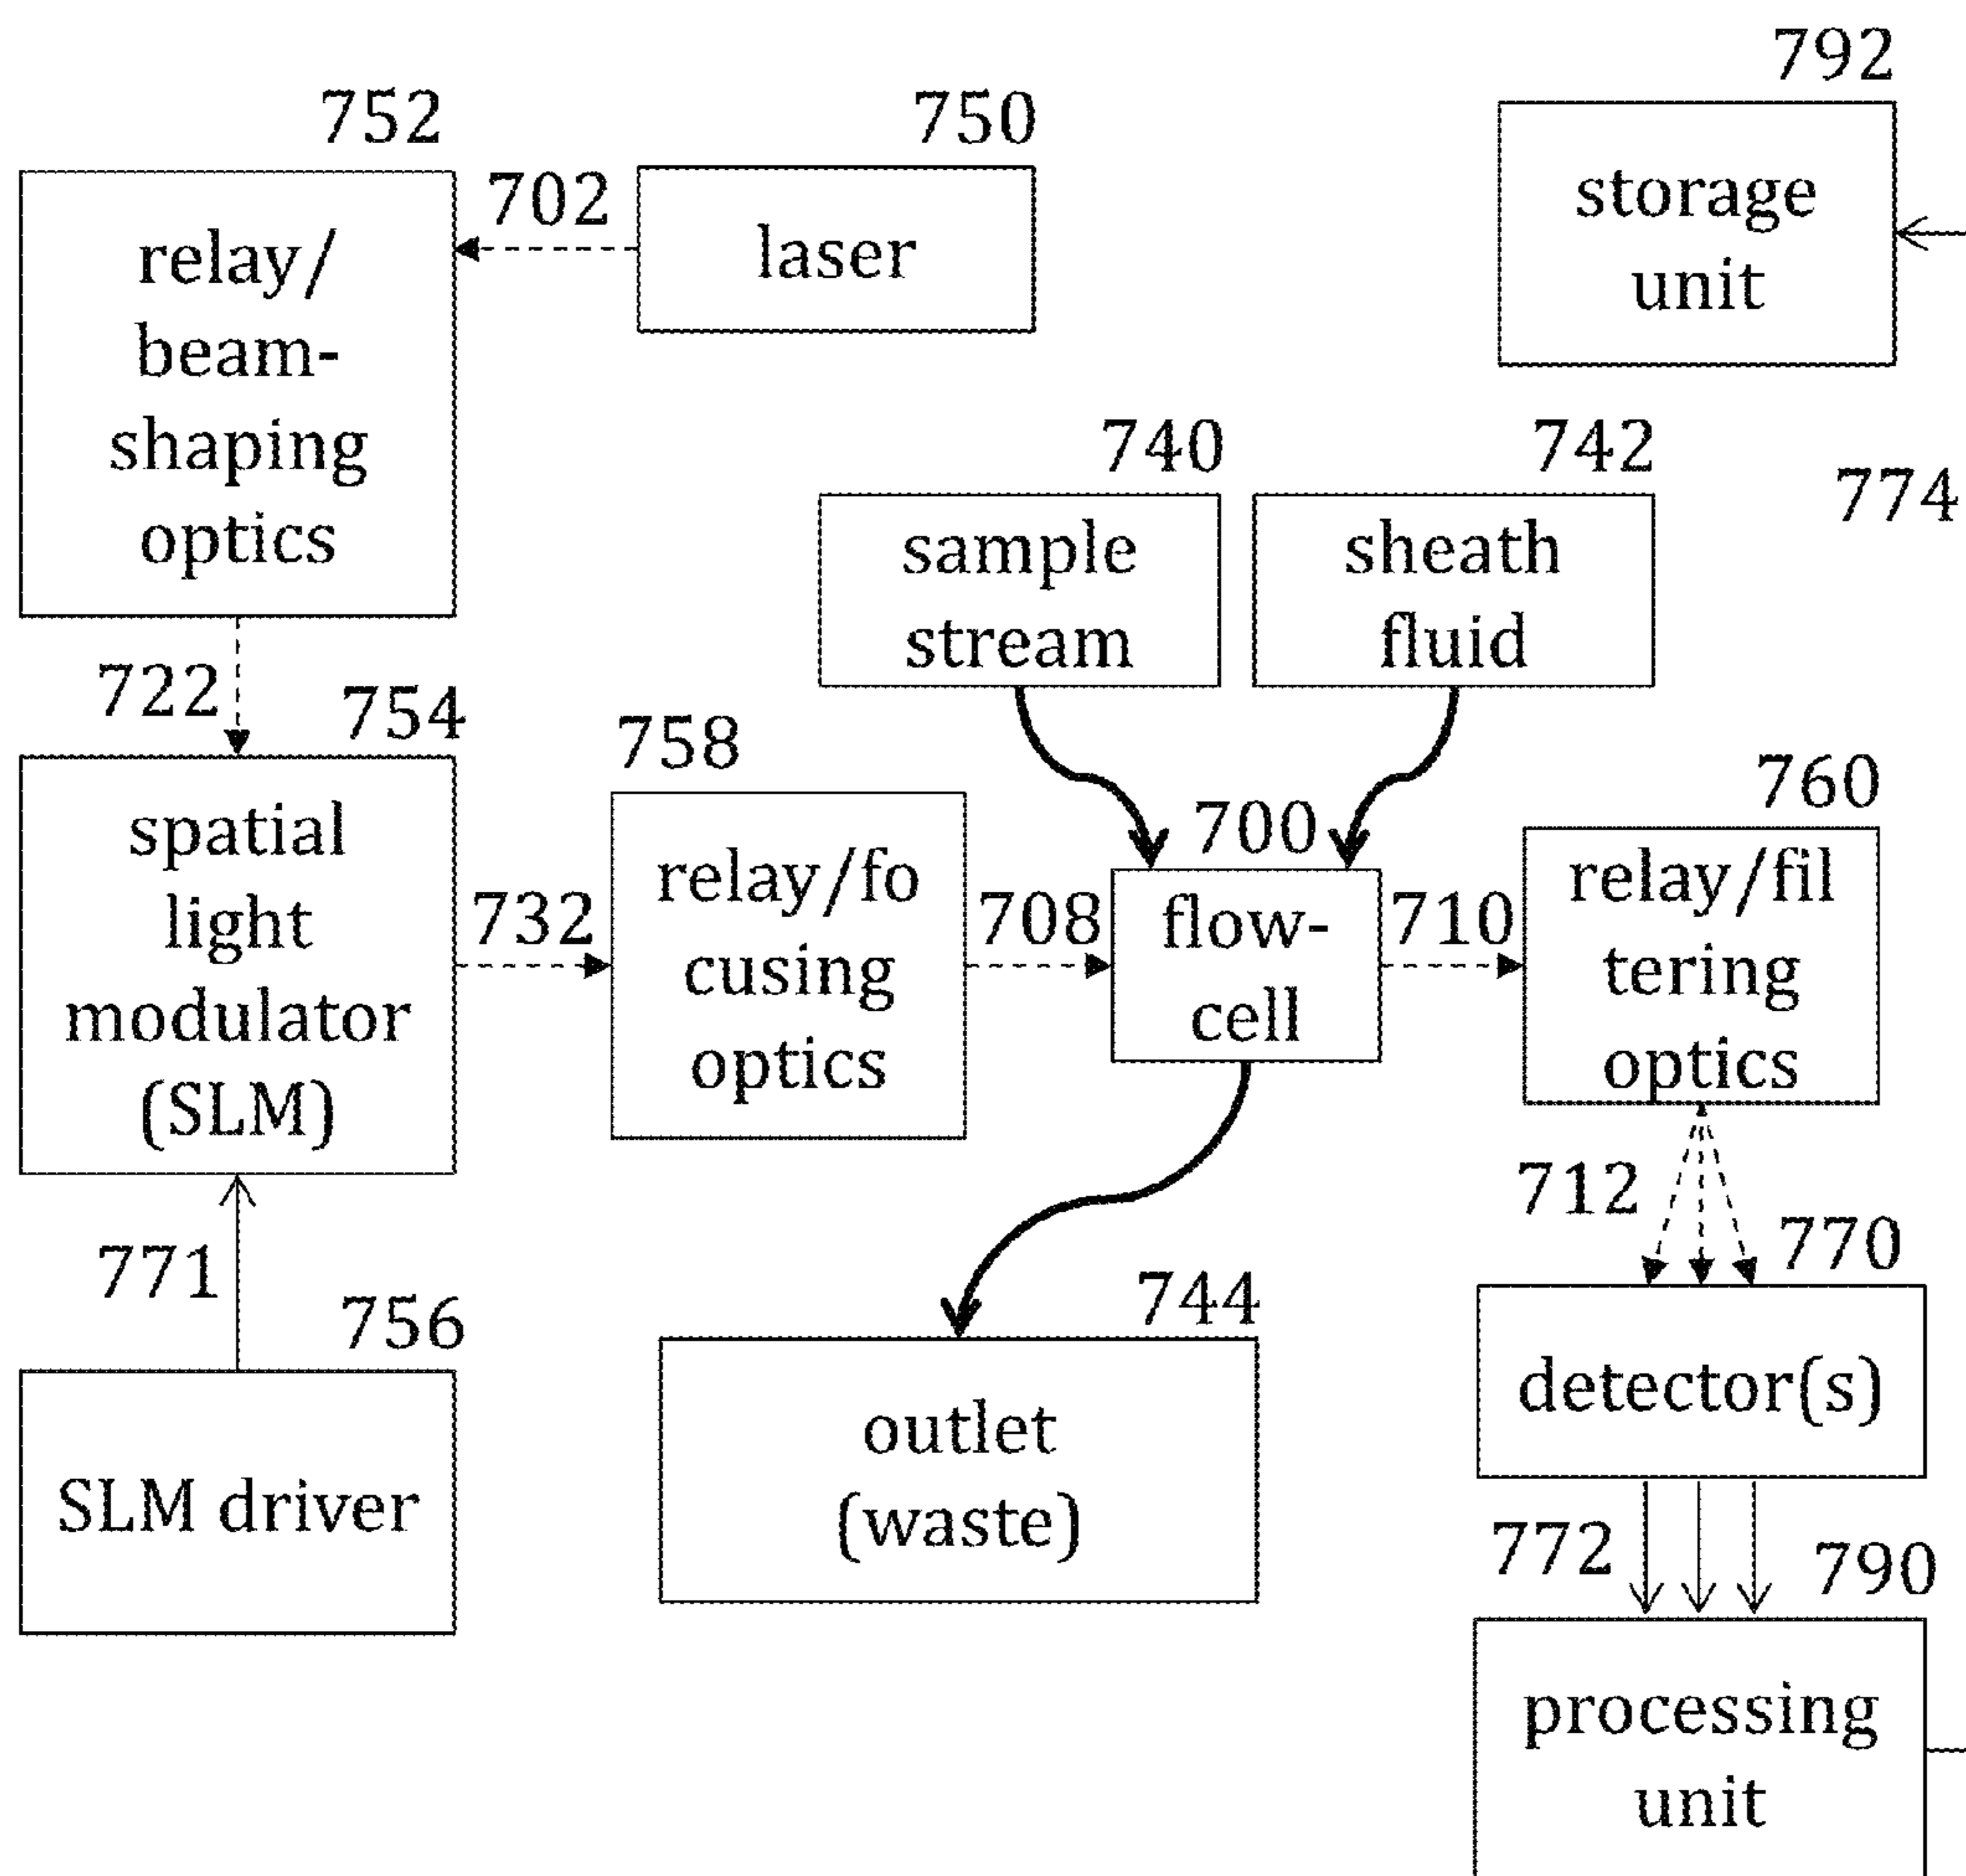 792
752
750
702
storage
unit
relay/
beam-
shaping
optics
laser
740
742
774
sample
stream
sheath
fluid
722
754
758
760
700
spatial
light
modulator
(SLM)
732
relay/fo
cusing
optics
708
flow-
cell
710
relay/fil
tering
optics
712
770
771
756
744
detector(s)
SLM driver
outlet
(waste)
772
790
processing
unit